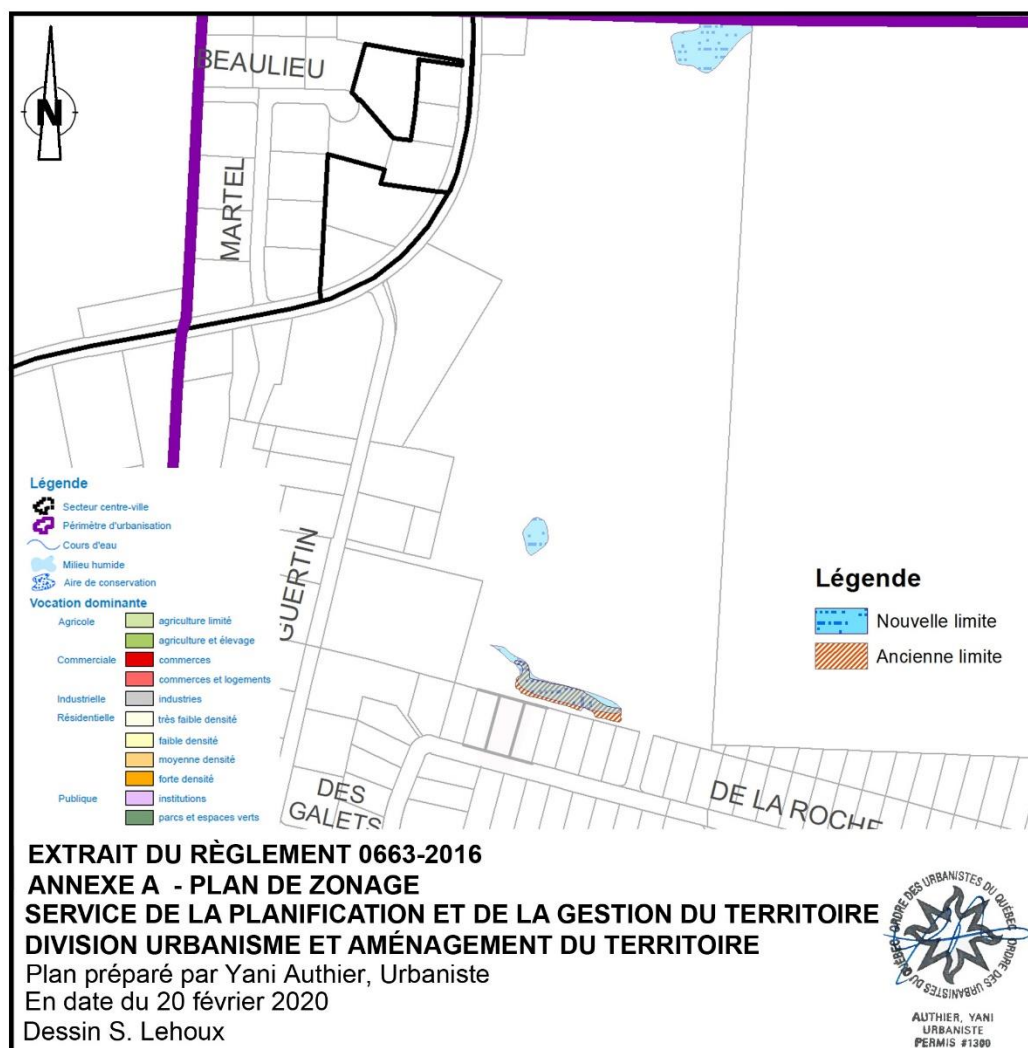 BEAULIEU
N
MARTEL
GUERTIN
Légende
Secteur centre-ville
Périmètre d'urbanisation
Cours d'eau
Milieu humide
Aire de conservation
Vocation dominante
Agricole
agriculture limité
agriculture et élevage
Commerciale
commerces
commerces et logements
Industrielle
industries
Résidentielle
très faible densité
faible densité
moyenne densité
forte densité
Publique
institutions
parcs et espaces verts
Légende
Nouvelle limite
Ancienne limite
DES
GALETS
DE LA ROCHE
EXTRAIT DU RÈGLEMENT 0663-2016
ANNEXE A - PLAN DE ZONAGE
SERVICE DE LA PLANIFICATION ET DE LA GESTION DU TERRITOIRE
DIVISION URBANISME ET AMÉNAGEMENT DU TERRITOIRE
Plan préparé par Yani Authier, Urbaniste
En date du 20 février 2020
Dessin S. Lehoux
ORDRE DES URBANISTES DU QUÉBEC
ORDRE DES URBANISTES DU QUÉBEC
AUTHIER, YANI
URBANISTE
PERMIS #1300